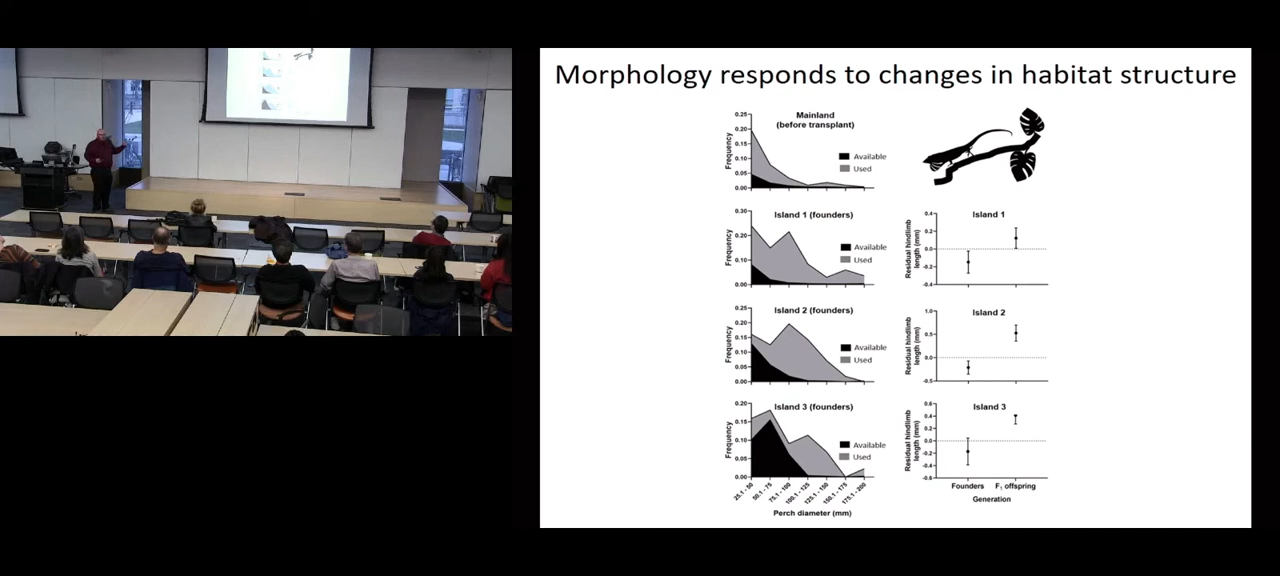 Morphology responds to changes in habitat structure
Mainland
(before transplant)
Frequency
0.25
0.20
0.15
0.10
0.05
0.00
Available
Used
Island 1 (founders)
Frequency
0.30
0.20
0.10
0.00
Available
Used
Island 1
Residual hindlimb
length (mm)
0.4
0.2
0.0
-0.2
-0.4
Island 2 (founders)
Frequency
0.25
0.20
0.15
0.10
0.05
0.00
Available
Used
Island 2
Residual hindlimb
length (mm)
1.0
0.5
0.0
-0.5
Island 3 (founders)
Frequency
0.20
0.15
0.10
0.05
0.00
Available
Used
25.1 - 50
50.1 - 75
75.1 - 100
100.1 - 125
125.1 - 150
150.1 - 175
175.1 - 200
Perch diameter (mm)
Island 3
Residual hindlimb
length (mm)
0.6
0.4
0.2
0.0
-0.2
-0.4
-0.6
Founders F1 offspring
Generation